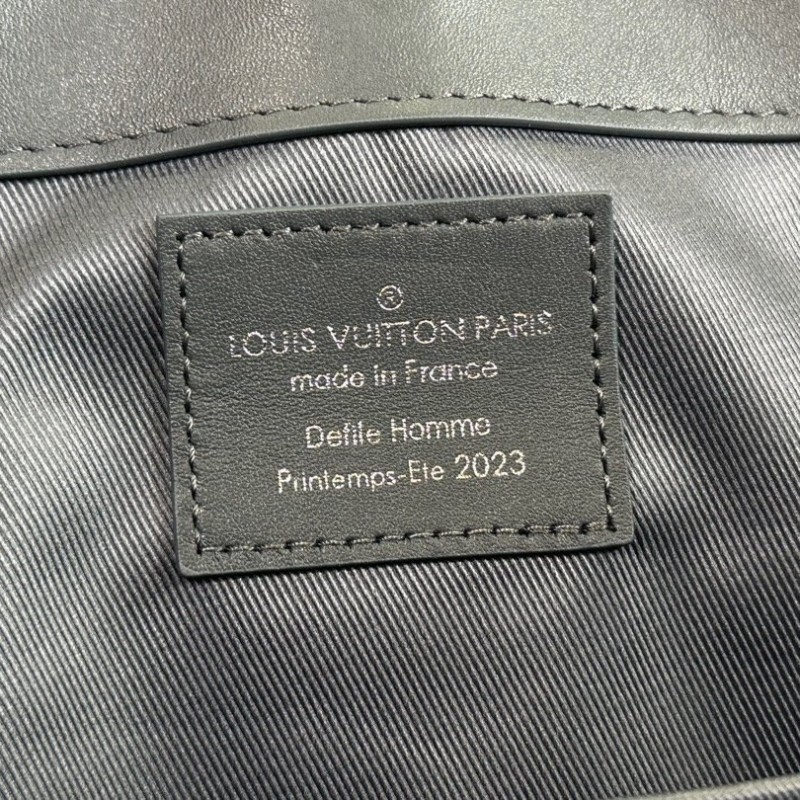 ®
LOUIS VUITTON PARIS
made in France
Defile Homme
Printemps-Ete 2023